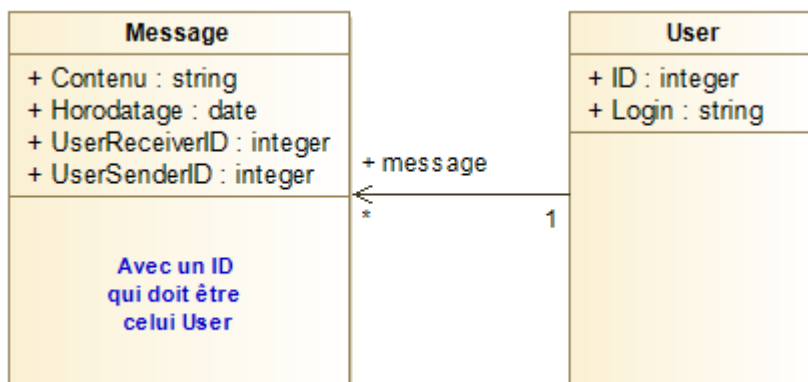 Message
+ Contenu : string
+ Horodatage : date
+ UserReceiverID : integer
+ UserSenderID : integer
Avec un ID
qui doit être
celui User
+ message
*
1
User
+ ID : integer
+ Login : string